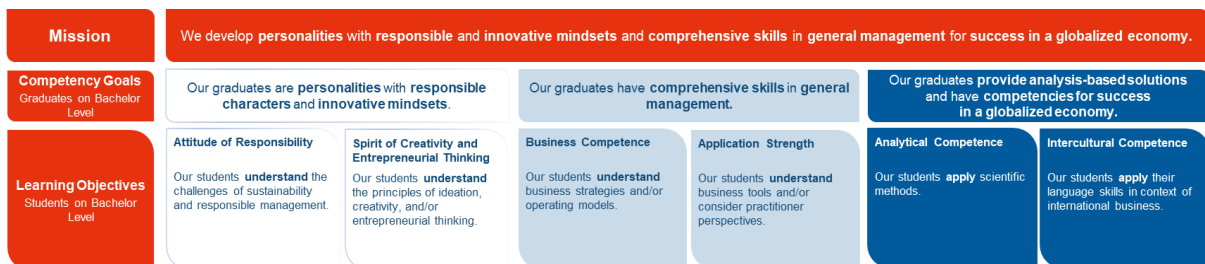 Mission
We develop personalities with responsible and innovative mindsets and comprehensive skills in general management for success in a globalized economy.
Competency Goals
Graduates on Bachelor
Level
Our graduates are personalities with responsible
characters and innovative mindsets.
Our graduates have comprehensive skills in general
management.
Our graduates provide analysis-based solutions
and have competencies for success
in a globalized economy.
Learning Objectives
Students on Bachelor
Level
Attitude of Responsibility
Our students understand the
challenges of sustainability
and responsible management.
Spirit of Creativity and
Entrepreneurial Thinking
Our students understand
the principles of ideation,
creativity, and/or
entrepreneurial thinking.
Business Competence
Our students understand
business strategies and/or
operating models.
Application Strength
Our students understand
business tools and/or
consider practitioner
perspectives.
Analytical Competence
Our students apply scientific
methods.
Intercultural Competence
Our students apply their
language skills in context of
international business.